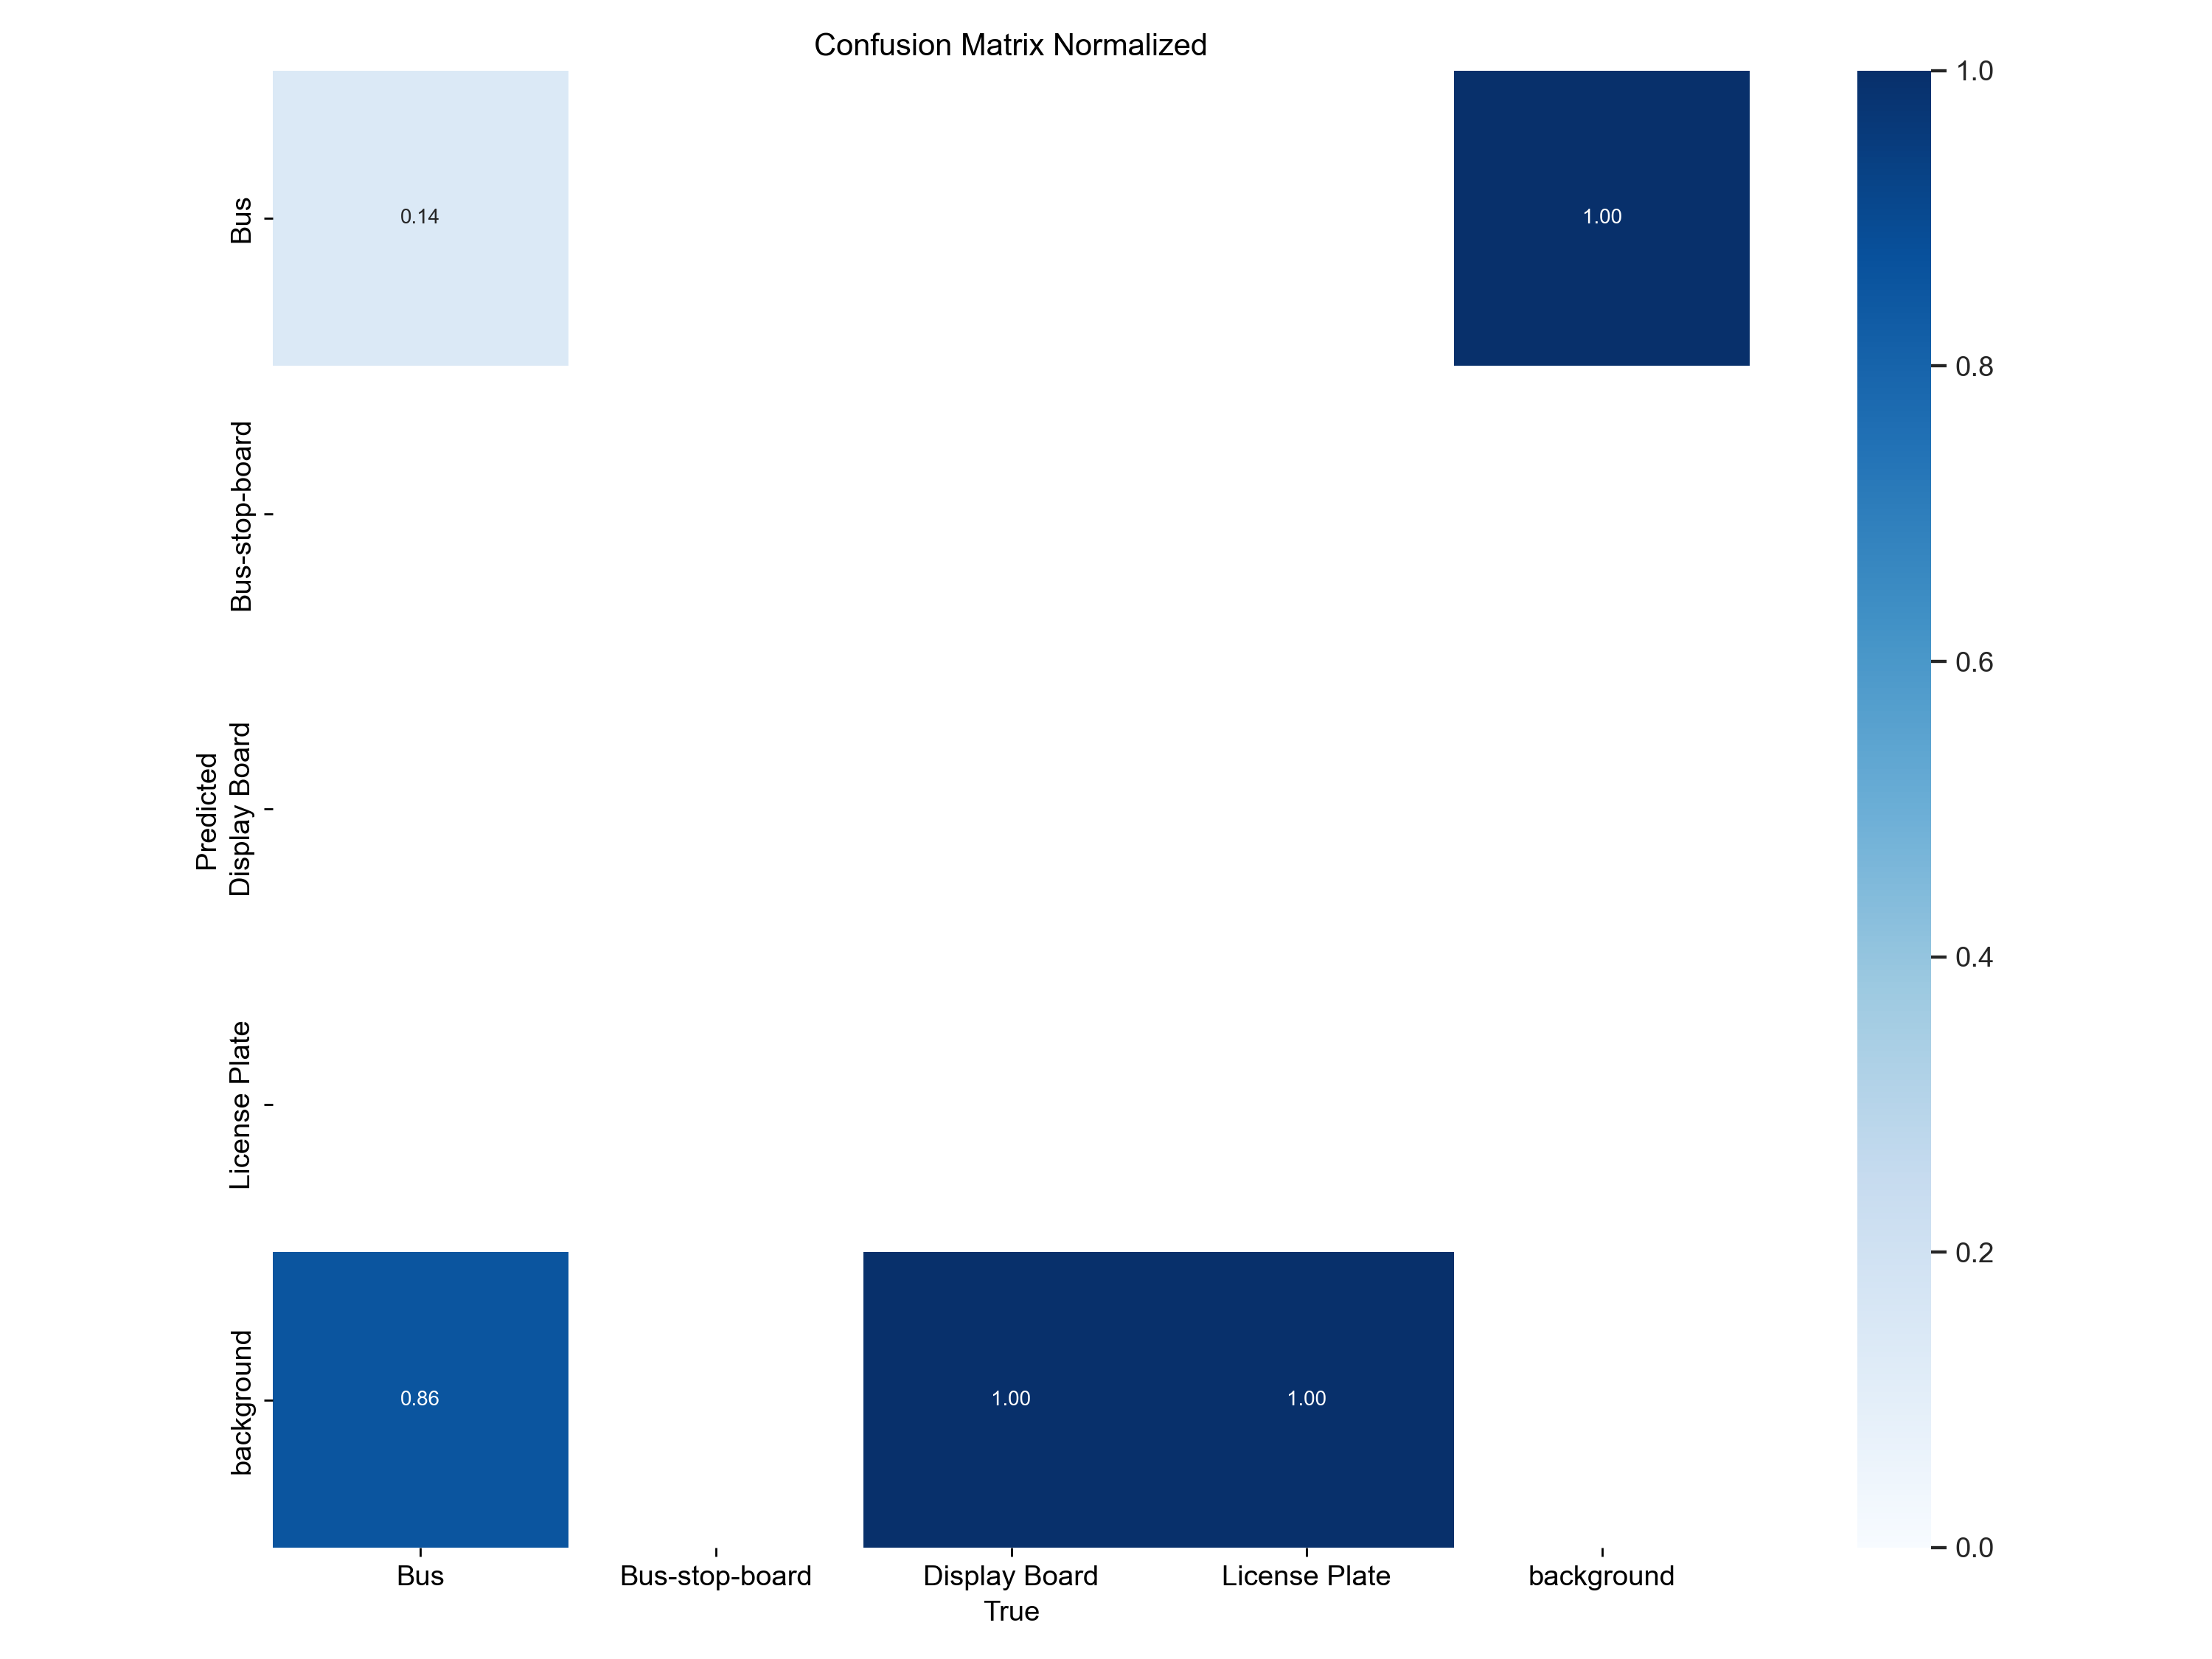 Confusion Matrix Normalized
Predicted
Bus
0.14
1.00
Bus-stop-board
Display Board
License Plate
background
0.86
1.00
1.00
Bus
Bus-stop-board
Display Board
License Plate
background
True
1.0
0.8
0.6
0.4
0.2
0.0